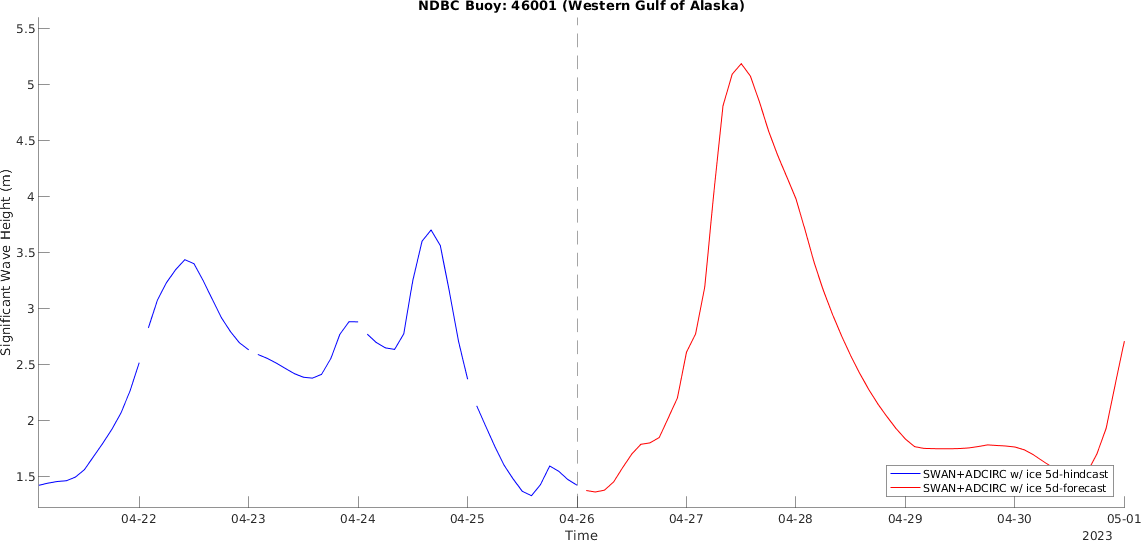 NDBC Buoy: 46001 (Western Gulf of Alaska)
5.5
5
4.5
4
3.5
3
2.5
2
1.5
Significant Wave Height (m)
SWAN+ADCIRC w/ ice 5d-hindcast
SWAN+ADCIRC w/ ice 5d-forecast
04-22 04-23 04-24 04-25 04-26 04-27 04-28 04-29 04-30 05-01
Time
2023